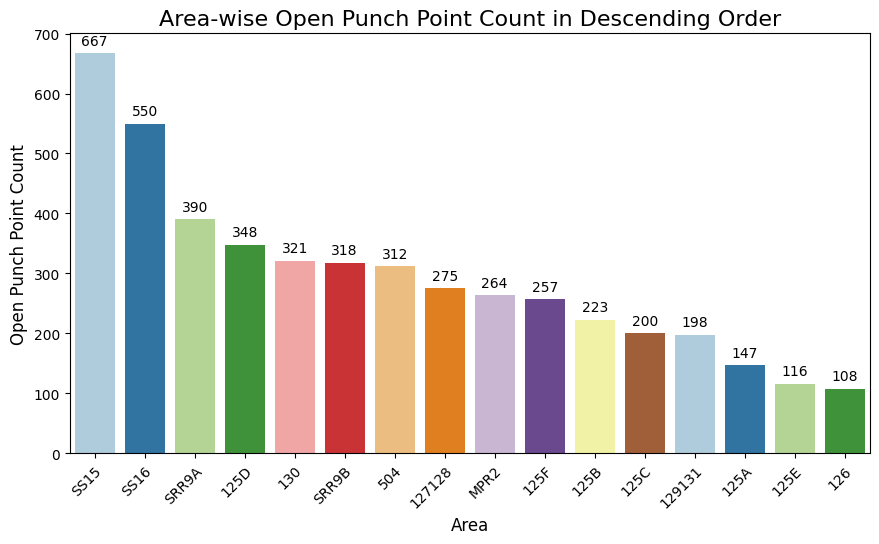 Area-wise Open Punch Point Count in Descending Order
Open Punch Point Count
700
600
500
400
300
200
100
0
667
550
390
348
321
318
312
275
264
257
223
200
198
147
116
108
SS15
SS16
SRR9A
125D
130
SRR9B
504
127128
MPR2
125F
125B
125C
129131
125A
125E
126
Area